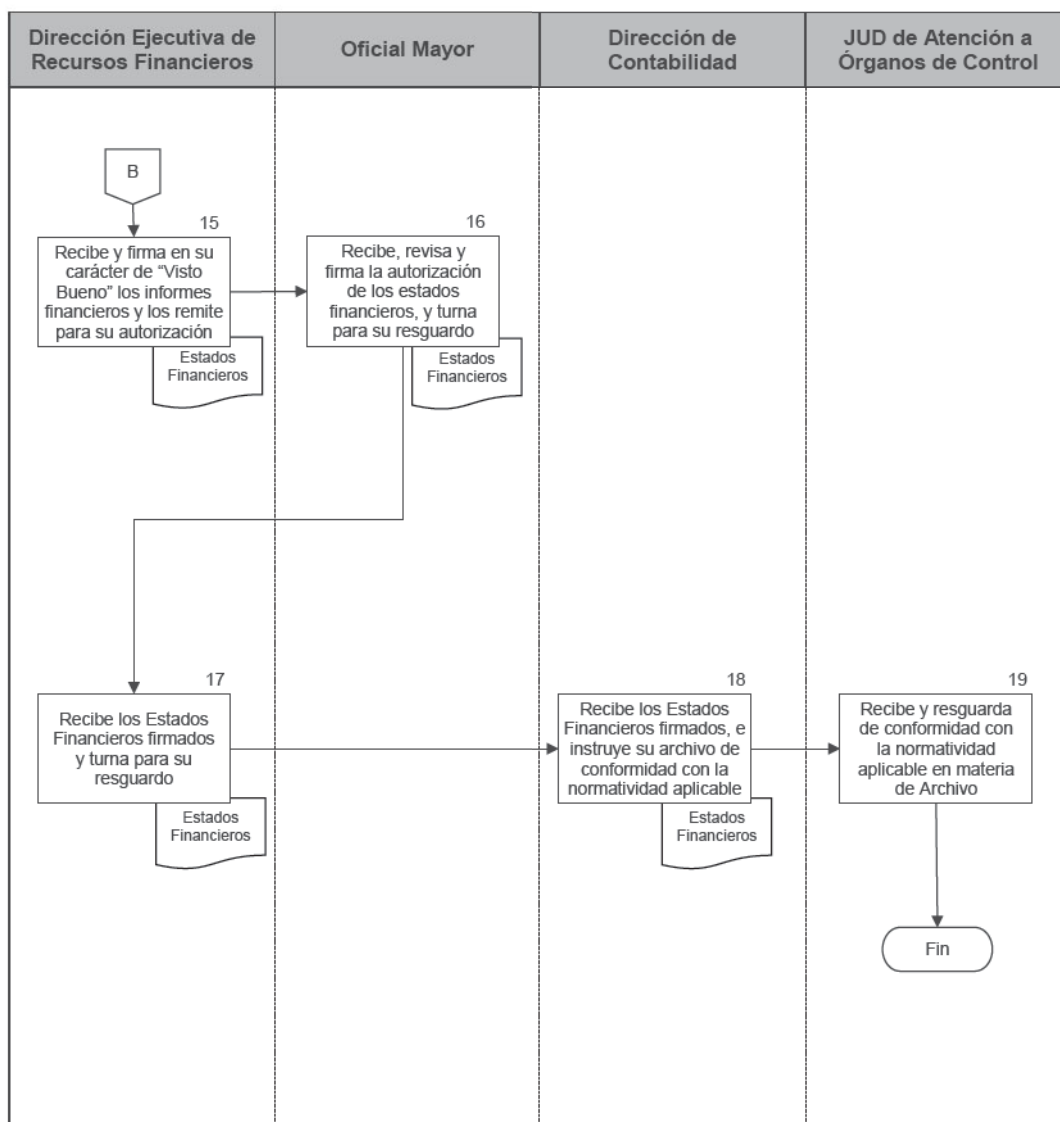 Dirección Ejecutiva de
Recursos Financieros
Oficial Mayor
Dirección de
Contabilidad
JUD de Atención a
Órganos de Control
B
15
Recibe y firma en su
carácter de “Visto
Bueno” los informes
financieros y los remite
para su autorización
Estados
Financieros
16
Recibe, revisa y
firma la autorización
de los estados
financieros, y turna
para su resguardo
Estados
Financieros
17
Recibe los Estados
Financieros firmados
y turna para su
resguardo
Estados
Financieros
18
Recibe los Estados
Financieros firmados, e
instruye su archivo de
conformidad con la
normatividad aplicable
Estados
Financieros
19
Recibe y resguarda
de conformidad con
la normatividad
aplicable en materia
de Archivo
Fin